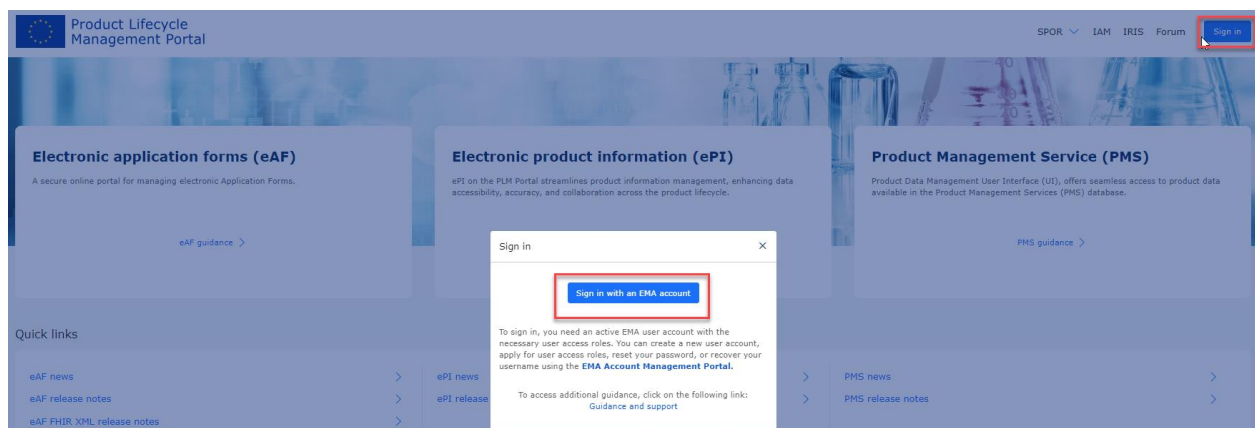 Product Lifecycle
Management Portal
SPOR IAM IRIS Forum Sign in
Electronic application forms (eAF)
A secure online portal for managing electronic Application Forms.
eAF guidance
Electronic product information (ePI)
ePI on the PLM Portal streamlines product information management, enhancing data
accessibility, accuracy, and collaboration across the product lifecycle.
Product Management Service (PMS)
Product Data Management User Interface (UI), offers seamless access to product data
available in the Product Management Services (PMS) database.
PMS guidance
Sign in
Sign in with an EMA account
To sign in, you need an active EMA user account with the
necessary user access roles. You can create a new user account,
apply for user access roles, reset your password, or recover your
username using the EMA Account Management Portal.
To access additional guidance, click on the following link:
Guidance and support
Quick links
eAF news
eAF release notes
eAF FHIR XML release notes
ePI news
ePI release
PMS news
PMS release notes